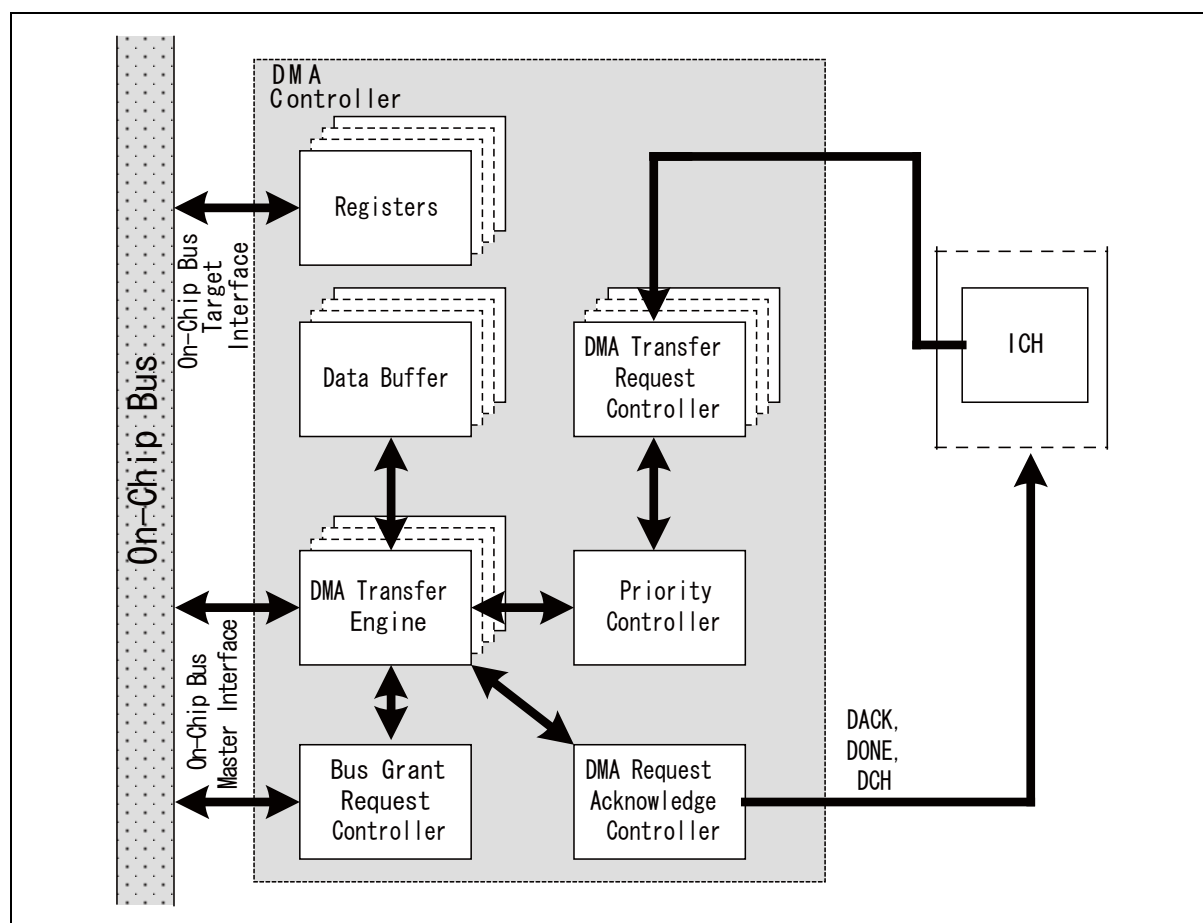 DMA
Controller
Registers
On-Chip Bus
Target
Interface
Data Buffer
DMA Transfer
Request
Controller
ICH
On-Chip Bus
DMA Transfer
Engine
Priority
Controller
On-Chip Bus
Master Interface
Bus Grant
Request
Controller
DMA Request
Acknowledge
Controller
DACK,
DONE,
DCH